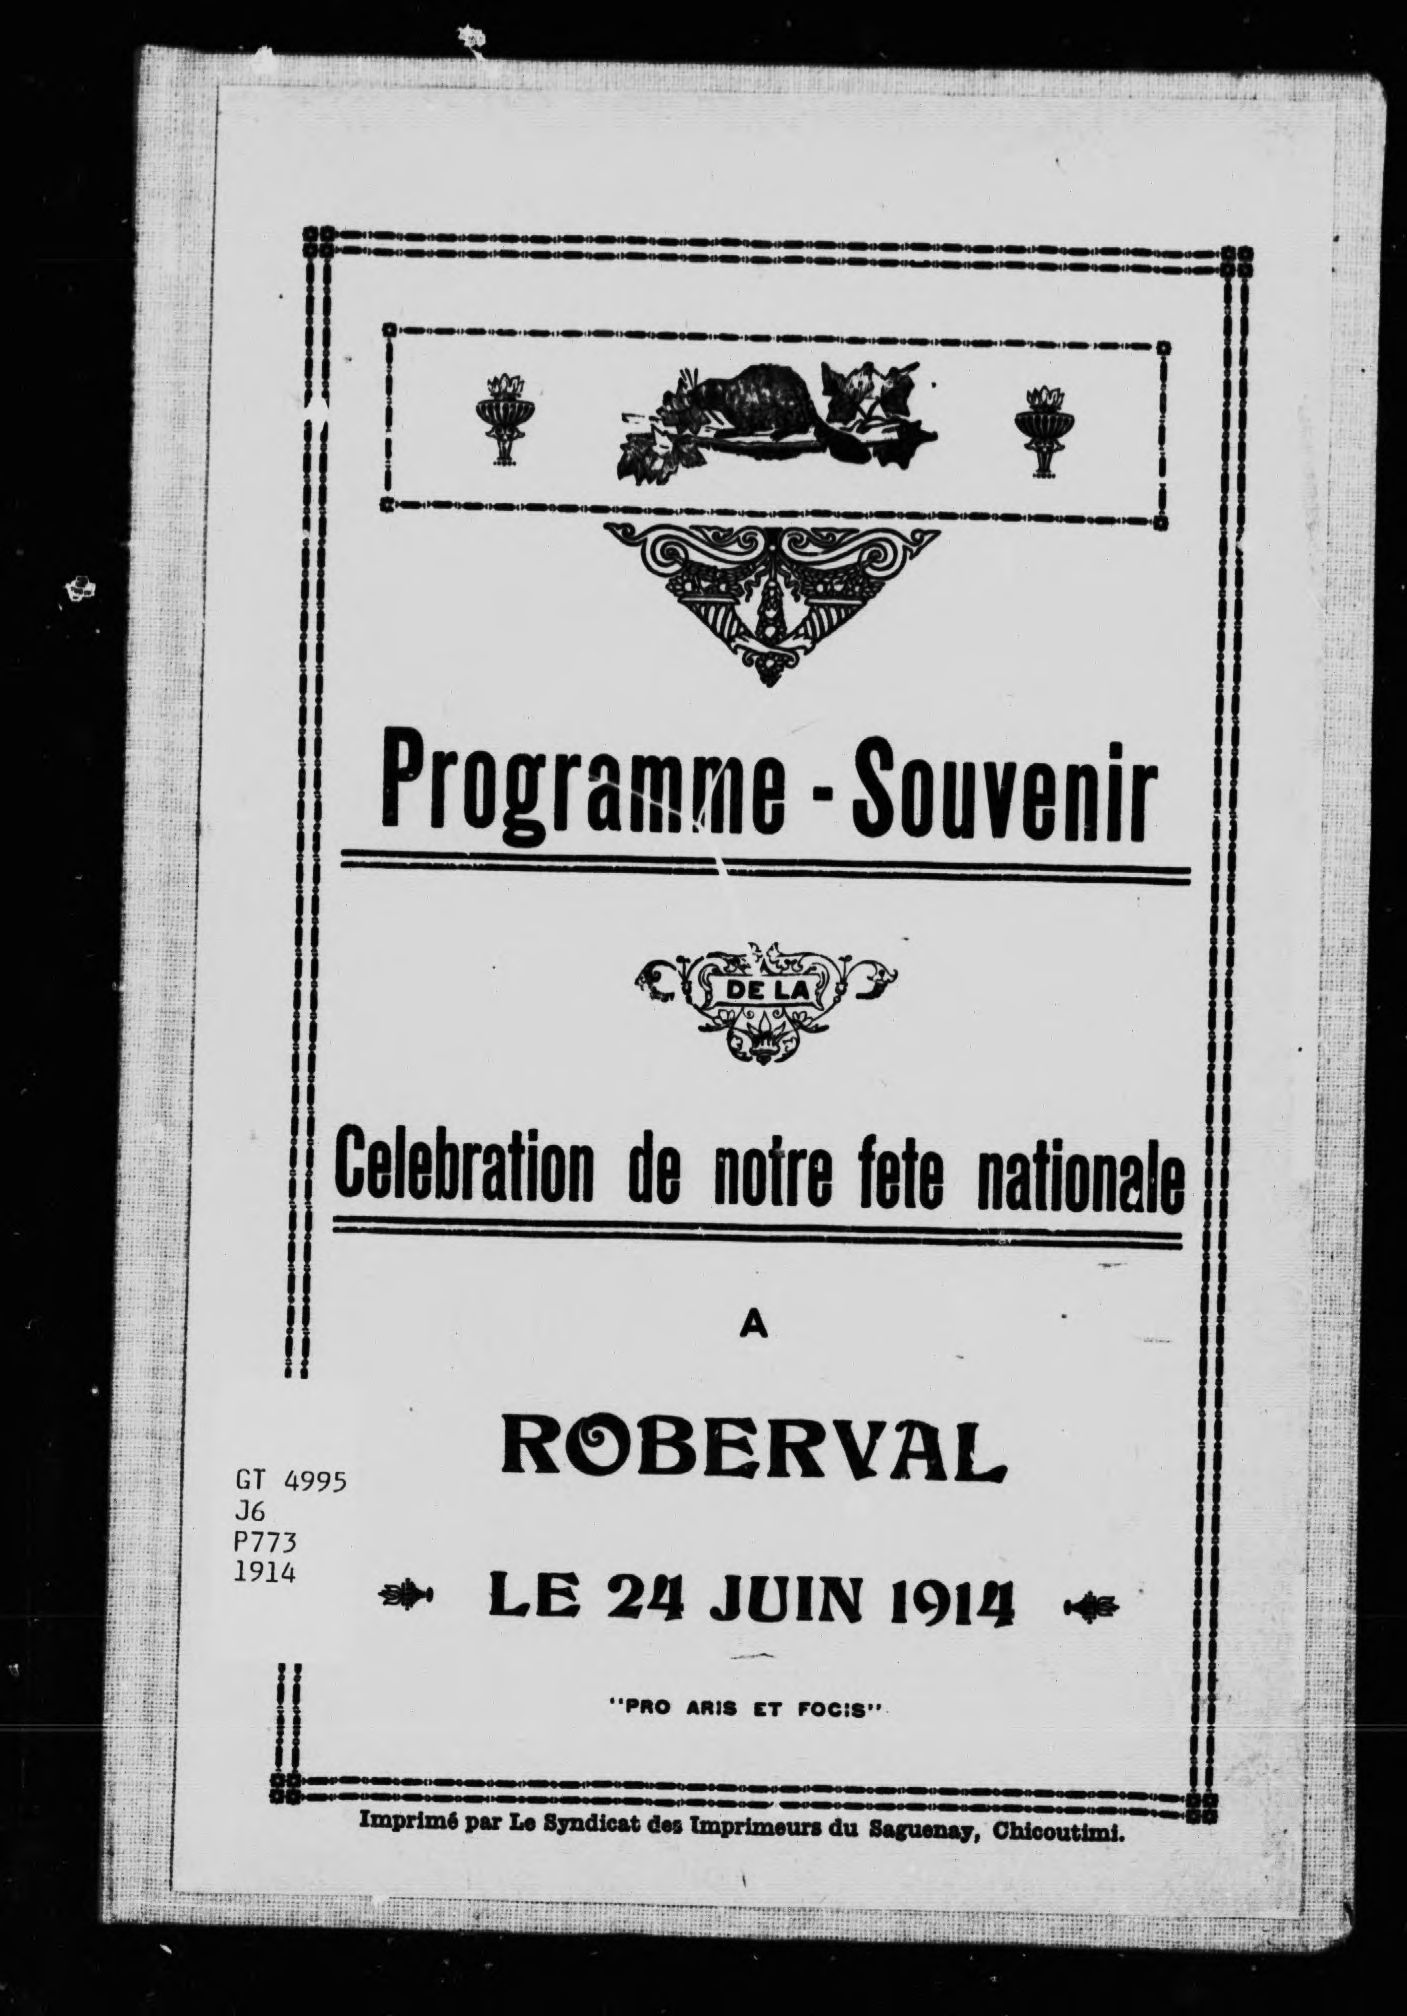 Programme - Souvenir
DE LA
Celebration de notre fete nationale
A
ROBERVAL
GT 4995
J6
P773
1914
LE 24 JUIN 1914
"PRO ARIS ET FOCIS"
Imprimé par Le Syndicat des Imprimeurs du Saguenay, Chicoutimi.